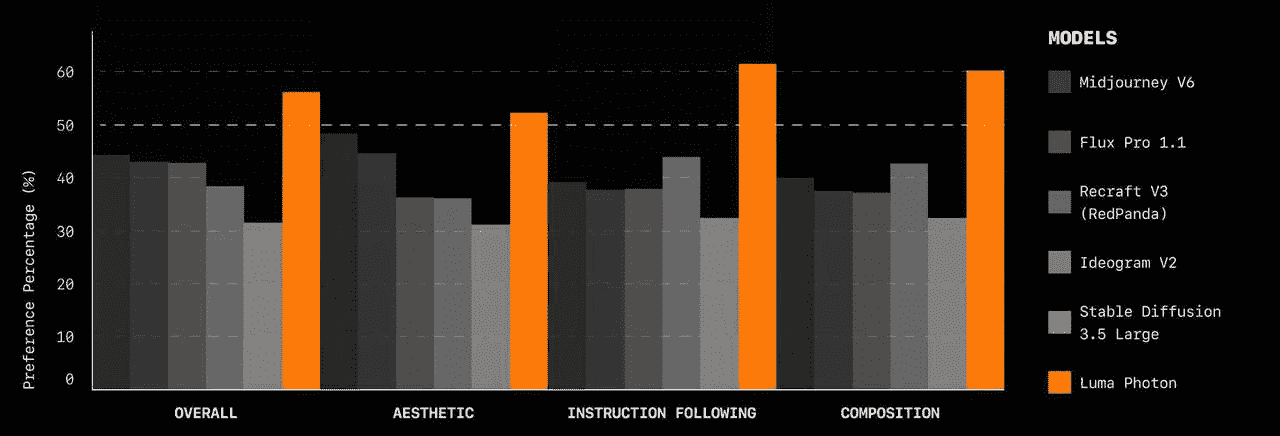 Preference Percentage (%)
60
50
40
30
20
10
0
OVERALL
AESTHETIC
INSTRUCTION FOLLOWING
COMPOSITION
MODELS
Midjourney V6
Flux Pro 1.1
Recraft V3
(RedPanda)
Ideogram V2
Stable Diffusion
3.5 Large
Luma Photon